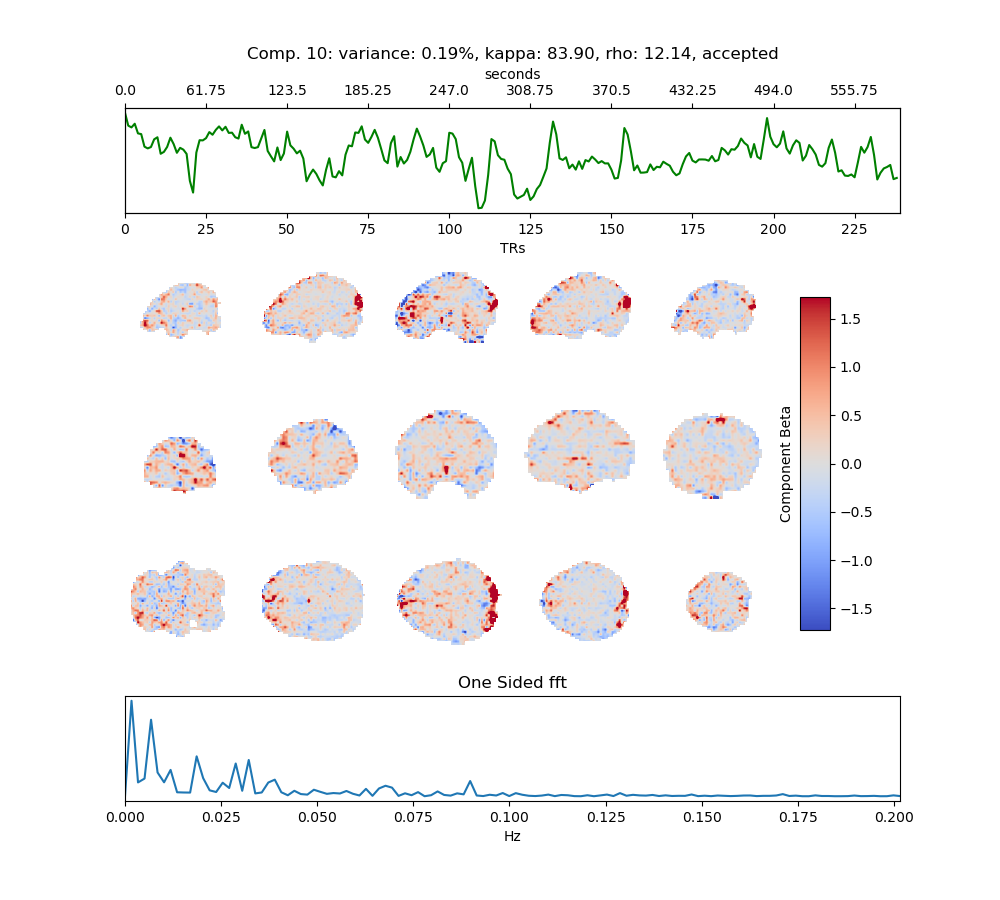 Comp. 10: variance: 0.19%, kappa: 83.90, rho: 12.14, accepted
seconds
0.0 61.75 123.5 185.25 247.0 308.75 370.5 432.25 494.0 555.75
0 25 50 75 100 125 150 175 200 225
TRs
1.5
1.0
0.5
0.0
−0.5
−1.0
−1.5
Component Beta
One Sided fft
0.000 0.025 0.050 0.075 0.100 0.125 0.150 0.175 0.200
Hz